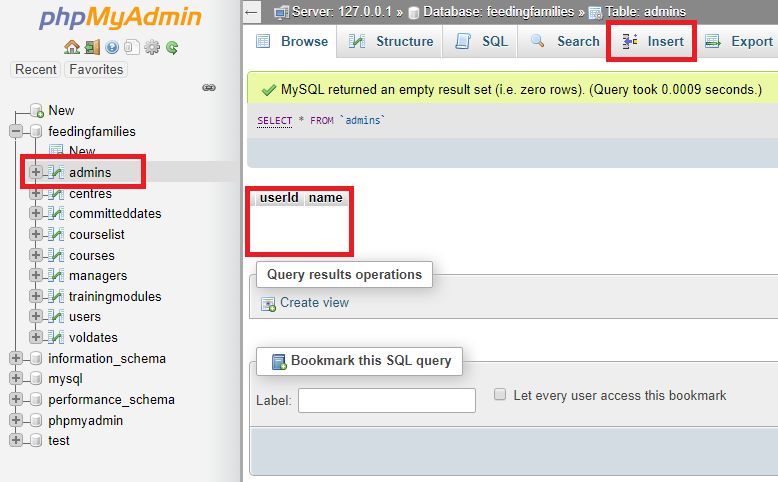 phpMyAdmin
Recent Favorites
New
feedingfamilies
New
admins
centres
committeddates
courselist
courses
managers
trainingmodules
users
voldates
information_schema
mysql
performance_schema
phpmyadmin
test
Server: 127.0.0.1 » Database: feedingfamilies » Table: admins
Browse Structure SQL Search Insert Export
MySQL returned an empty result set (i.e. zero rows). (Query took 0.0009 seconds.)
SELECT * FROM `admins`
userId name
Query results operations
Create view
Bookmark this SQL query
Label: Let every user access this bookmark